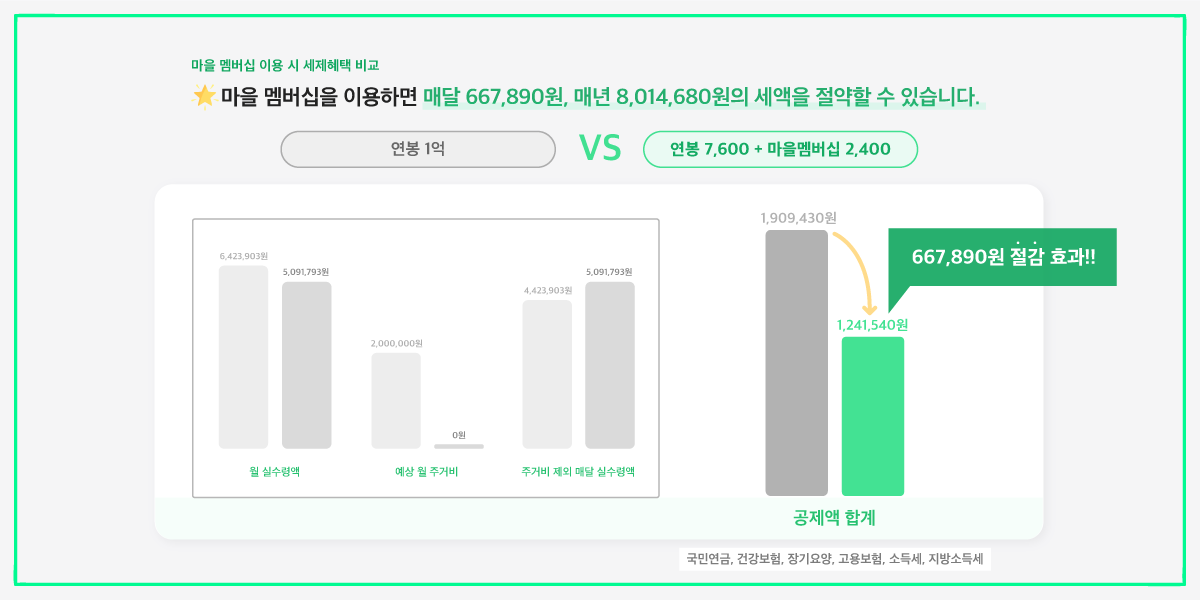 마을 멤버십 이용 시 세제혜택 비교
마을 멤버십을 이용하면 매달 667,890원, 매년 8,014,680원의 세액을 절약할 수 있습니다.
연봉 1억
VS
연봉 7,600 + 마을멤버십 2,400
6,423,903원
5,091,793원
월 실수령액
2,000,000원
0원
예상 월 주거비
4,423,903원
5,091,793원
주거비 제외 매달 실수령액
1,909,430원
1,241,540원
667,890원 절감 효과!!
공제액 합계
국민연금, 건강보험, 장기요양, 고용보험, 소득세, 지방소득세